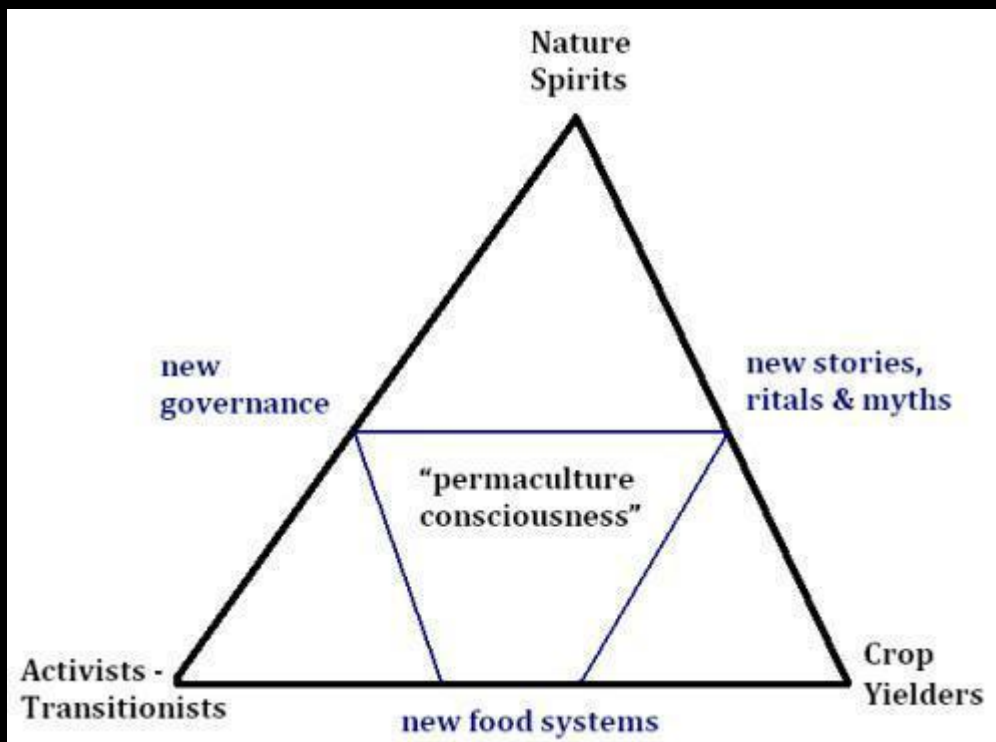 Nature
Spirits
new
governance
new stories,
ritals & myths
“permaculture
consciousness”
Activists -
Transitionists
Crop
Yielders
new food systems